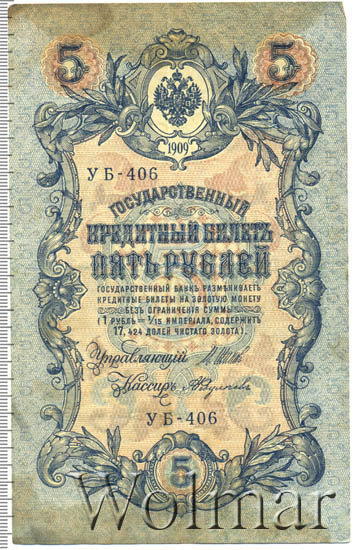 5 5
1909
УБ-406
ГОСУДАРСТВЕННЫЙ
КРЕДИТНЫЙ БИЛЕТЪ
ПЯТЬ РУБЛЕЙ
ГОСУДАРСТВЕННЫЙ БАНКЪ РАЗМѢНИВАЕТЪ
КРЕДИТНЫЕ БИЛЕТЫ НА ЗОЛОТУЮ МОНЕТУ
БЕЗЪ ОГРАНИЧЕНІЯ СУММЫ
(1 РУБЛЬ = 1/15 ИМПЕРІАЛА, СОДЕРЖИТЪ
17,424 ДОЛЕЙ ЧИСТАГО ЗОЛОТА).
Управляющій
Кассиръ
УБ-406
5
Wolmar